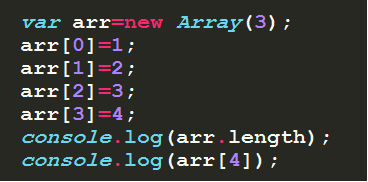 var arr=new Array(3);
arr[0]=1;
arr[1]=2;
arr[2]=3;
arr[3]=4;
console.log(arr.length);
console.log(arr[4]);